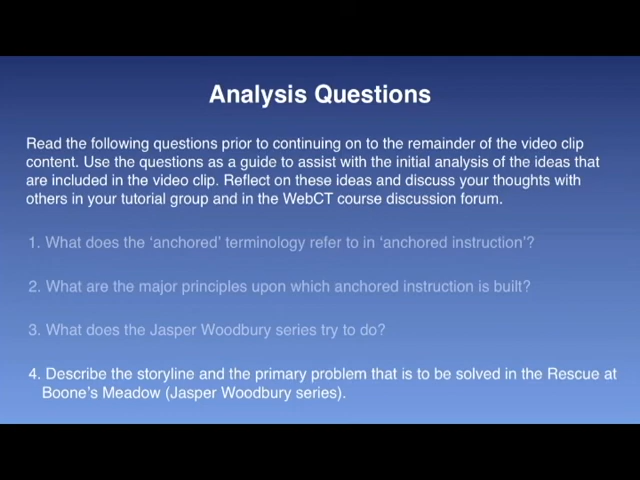 Analysis Questions
Read the following questions prior to continuing on to the remainder of the video clip
content. Use the questions as a guide to assist with the initial analysis of the ideas that
are included in the video clip. Reflect on these ideas and discuss your thoughts with
others in your tutorial group and in the WebCT course discussion forum.
1. What does the ‘anchored’ terminology refer to in ‘anchored instruction’?
2. What are the major principles upon which anchored instruction is built?
3. What does the Jasper Woodbury series try to do?
4. Describe the storyline and the primary problem that is to be solved in the Rescue at
Boone’s Meadow (Jasper Woodbury series).